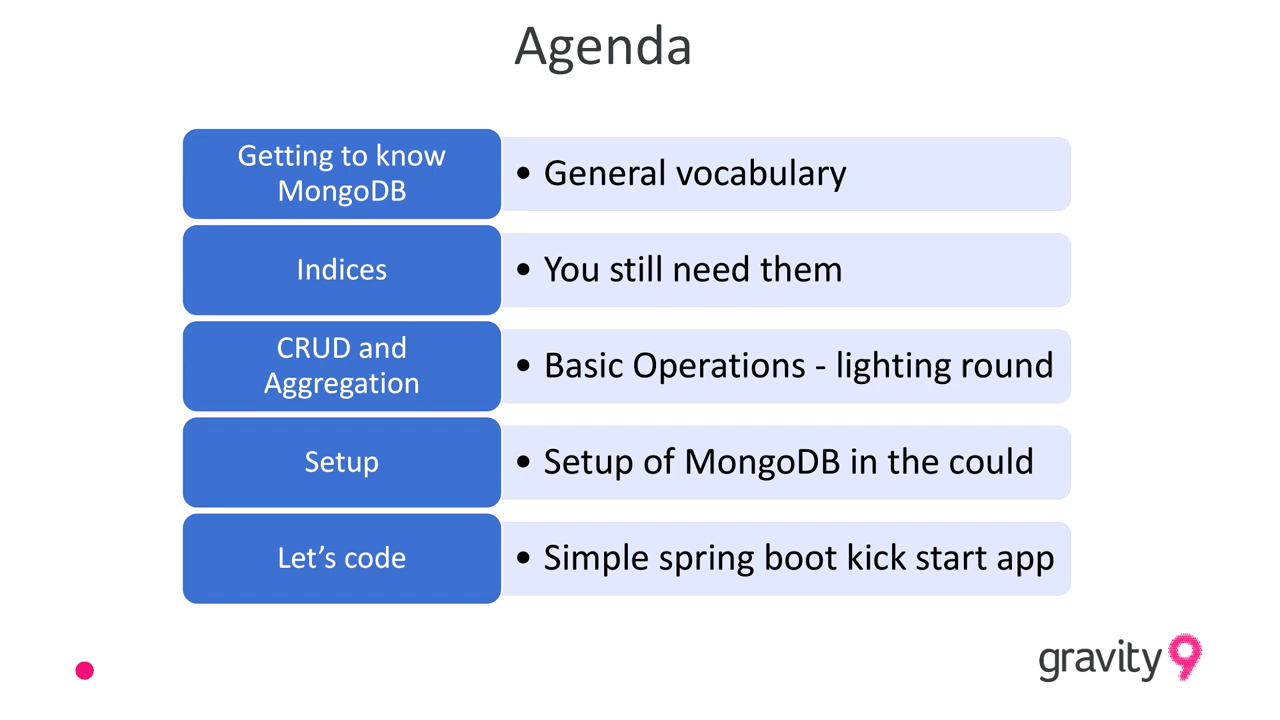 Agenda
Getting to know
MongoDB
• General vocabulary
Indices
• You still need them
CRUD and
Aggregation
• Basic Operations - lighting round
Setup
• Setup of MongoDB in the could
Let’s code
• Simple spring boot kick start app
gravity9